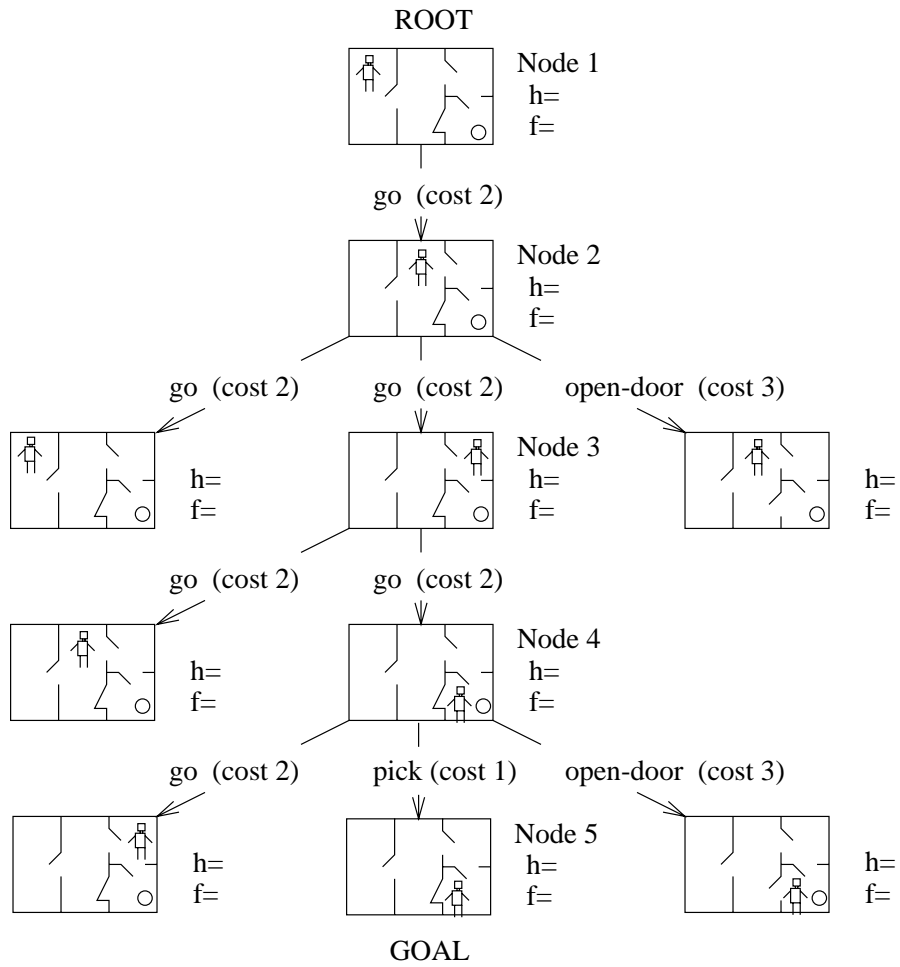 ROOT
Node 1
h=
f=
go (cost 2)
Node 2
h=
f=
go (cost 2)
go (cost 2)
open-door (cost 3)
h=
f=
Node 3
h=
f=
h=
f=
go (cost 2)
go (cost 2)
h=
f=
Node 4
h=
f=
go (cost 2)
pick (cost 1)
open-door (cost 3)
h=
f=
Node 5
h=
f=
h=
f=
GOAL